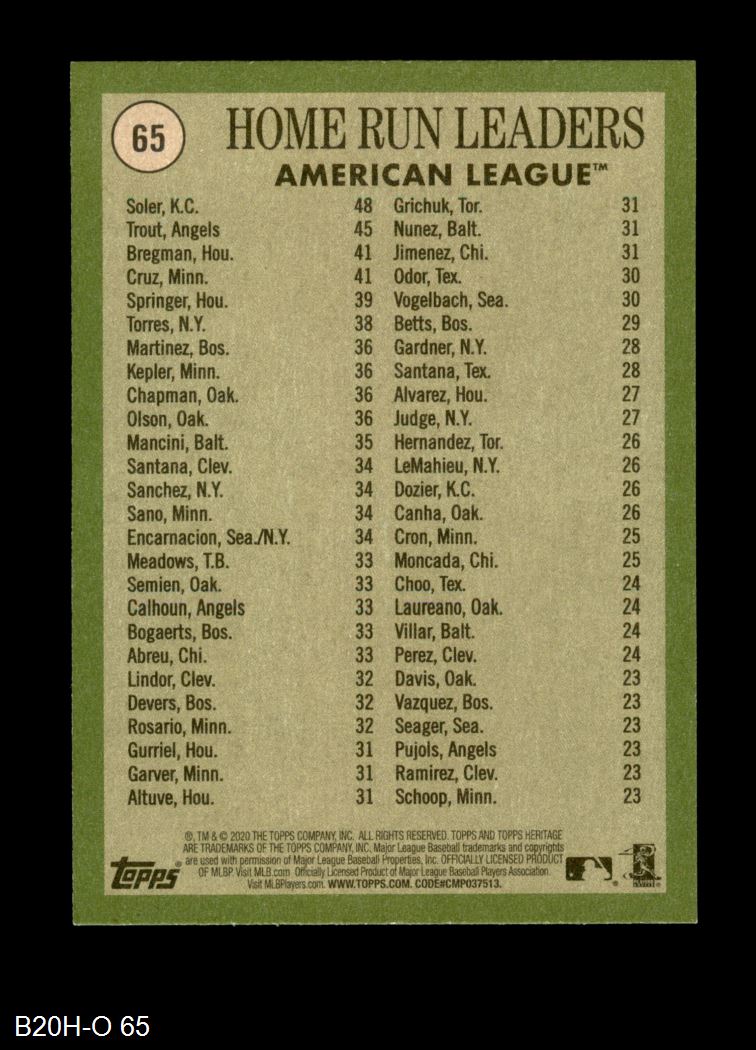 65
HOME RUN LEADERS
AMERICAN LEAGUE™
Soler, K.C. 48
Trout, Angels 45
Bregman, Hou. 41
Cruz, Minn. 41
Springer, Hou. 39
Torres, N.Y. 38
Martinez, Bos. 36
Kepler, Minn. 36
Chapman, Oak. 36
Olson, Oak. 36
Mancini, Balt. 35
Santana, Clev. 34
Sanchez, N.Y. 34
Sano, Minn. 34
Encarnacion, Sea./N.Y. 34
Meadows, T.B. 33
Semien, Oak. 33
Calhoun, Angels 33
Bogaerts, Bos. 33
Abreu, Chi. 33
Lindor, Clev. 32
Devers, Bos. 32
Rosario, Minn. 32
Gurriel, Hou. 31
Garver, Minn. 31
Altuve, Hou. 31
Grichuk, Tor. 31
Nunez, Balt. 31
Jimenez, Chi. 31
Odor, Tex. 30
Vogelbach, Sea. 30
Betts, Bos. 29
Gardner, N.Y. 28
Santana, Tex. 28
Alvarez, Hou. 27
Judge, N.Y. 27
Hernandez, Tor. 26
LeMahieu, N.Y. 26
Dozier, K.C. 26
Canha, Oak. 26
Cron, Minn. 25
Moncada, Chi. 25
Choo, Tex. 24
Laureano, Oak. 24
Villar, Balt. 24
Perez, Clev. 24
Davis, Oak. 23
Vazquez, Bos. 23
Seager, Sea. 23
Pujols, Angels 23
Ramirez, Clev. 23
Schoop, Minn. 23
®, TM & © 2020 THE TOPPS COMPANY, INC. ALL RIGHTS RESERVED. TOPPS AND TOPPS HERITAGE
ARE TRADEMARKS OF THE TOPPS COMPANY, INC. Major League Baseball trademarks and copyrights
are used with permission of Major League Baseball Properties, Inc. OFFICIALLY LICENSED PRODUCT
OF MLBP. Visit MLB.com Officially Licensed Product of Major League Baseball Players Association.
Visit MLBPlayers.com. WWW.TOPPS.COM. CODE#CMP037513.
Topps®
B20H-O 65